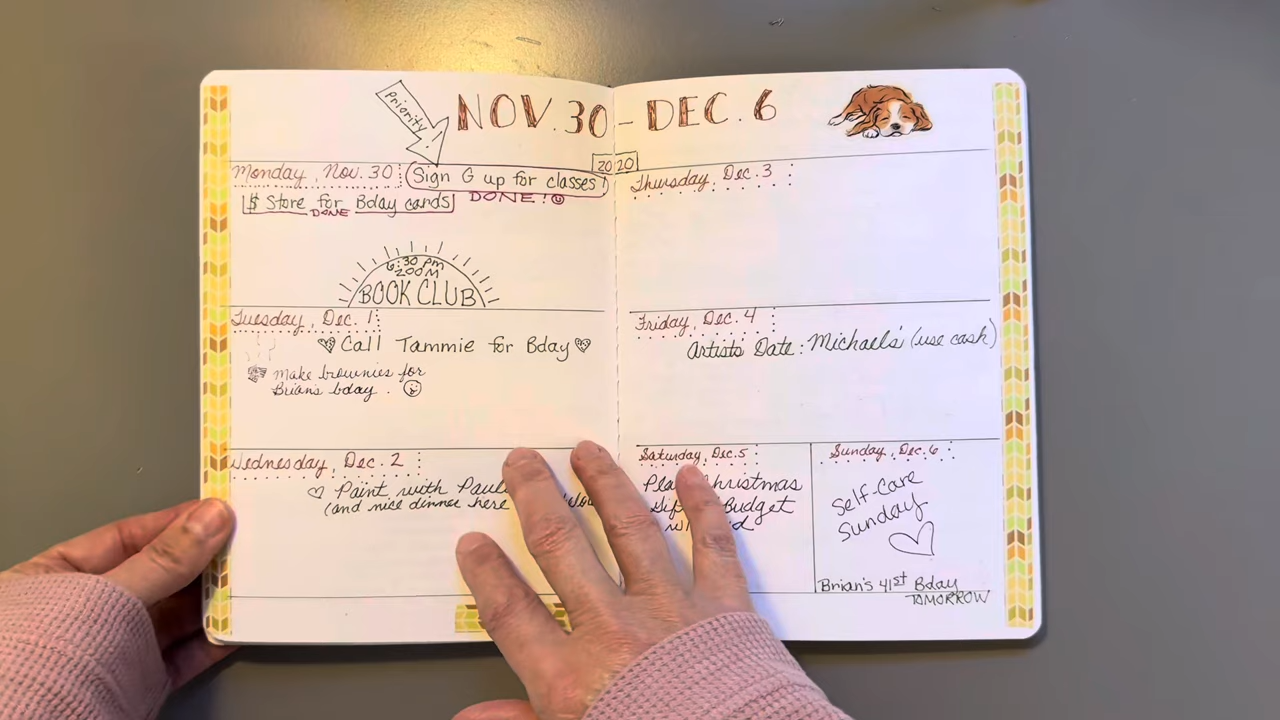 Priority
NOV. 30 – DEC. 6
2020
Monday, Nov. 30
Sign G up for classes!
$ Store for Bday cards
DONE
DONE!
6:30 pm
ZOOM
BOOK CLUB
Tuesday, Dec. 1
Call Tammie for Bday
Make brownies for
Brian's bday.
Wednesday, Dec. 2
Paint with
(and nice dinner here
Thursday, Dec. 3
Friday, Dec. 4
Artist's Date: Michael's (use cash)
Saturday, Dec. 5
Christmas
Budget
Sunday, Dec. 6
Self-Care
Sunday
Brian's 41st Bday
TOMORROW